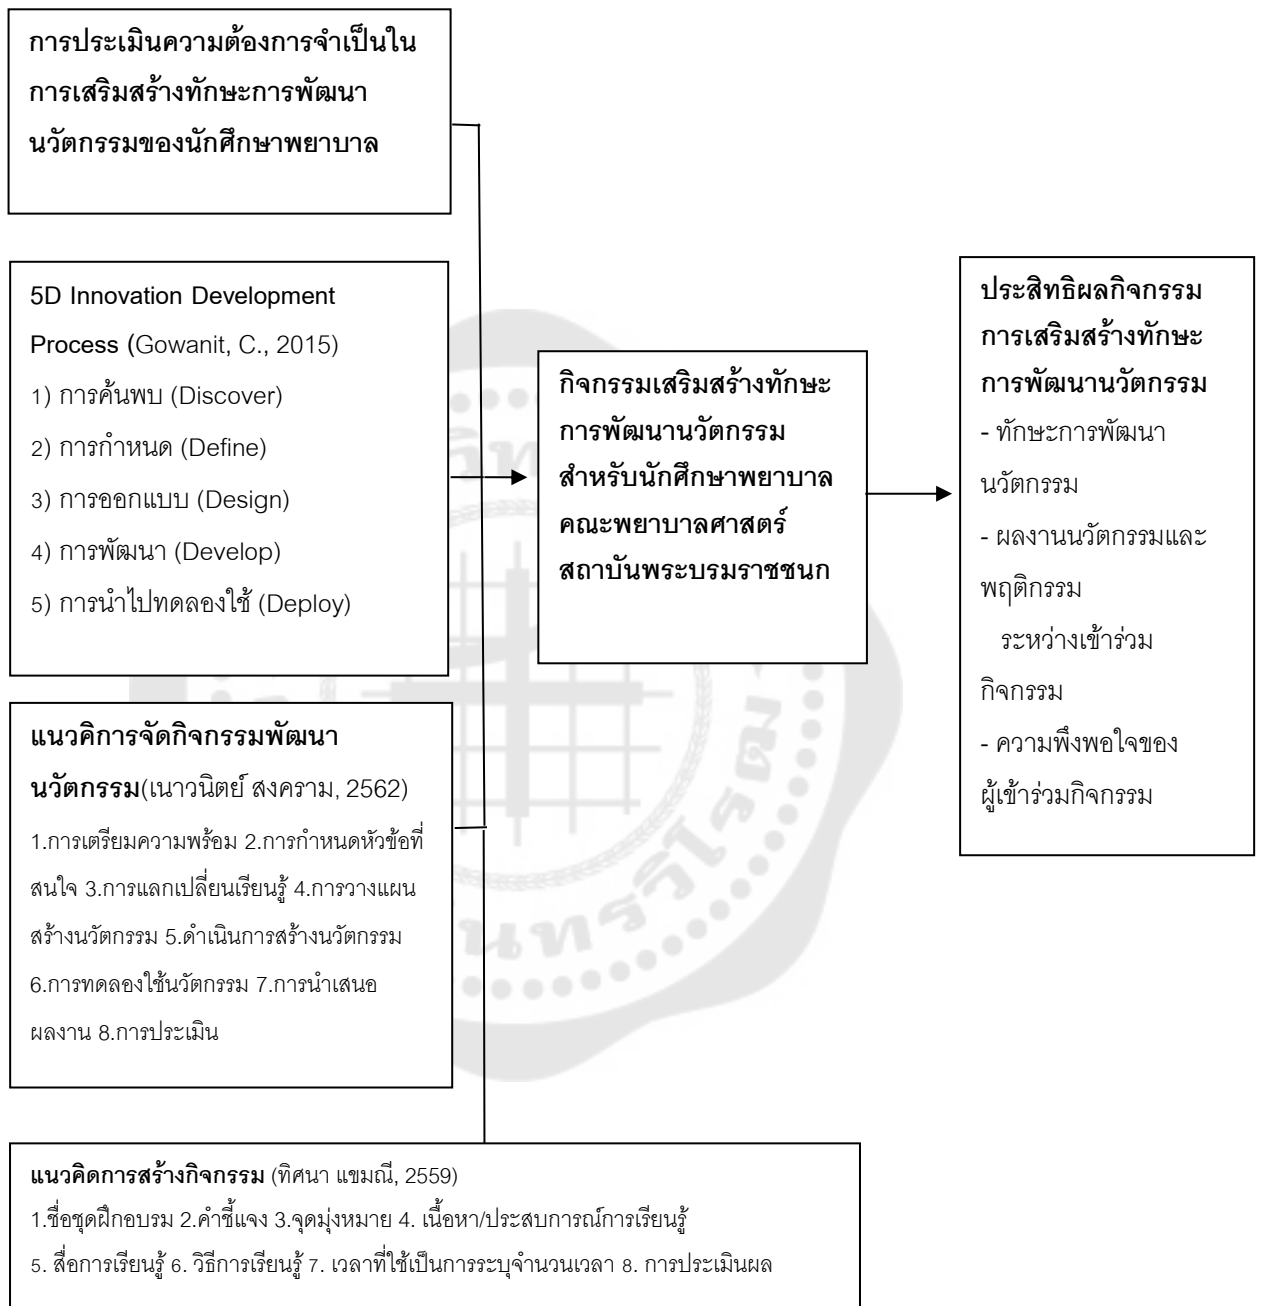 การประเมินความต้องการจำเป็นใน
การเสริมสร้างทักษะการพัฒนา
นวัตกรรมของนักศึกษาพยาบาล
5D Innovation Development
Process (Gowanit, C., 2015)
1) การค้นพบ (Discover)
2) การกำหนด (Define)
3) การออกแบบ (Design)
4) การพัฒนา (Develop)
5) การนำไปทดลองใช้ (Deploy)
แนวคิการจัดกิจกรรมพัฒนา
นวัตกรรม(เนาวนิตย์ สงคราม, 2562)
1.การเตรียมความพร้อม 2.การกำหนดหัวข้อที่
สนใจ 3.การแลกเปลี่ยนเรียนรู้ 4.การวางแผน
สร้างนวัตกรรม 5.ดำเนินการสร้างนวัตกรรม
6.การทดลองใช้นวัตกรรม 7.การนำเสนอ
ผลงาน 8.การประเมิน
แนวคิดการสร้างกิจกรรม (ทิศนา แขมณี, 2559)
1.ชื่อชุดฝึกอบรม 2.คำชี้แจง 3.จุดมุ่งหมาย 4. เนื้อหา/ประสบการณ์การเรียนรู้
5. สื่อการเรียนรู้ 6. วิธีการเรียนรู้ 7. เวลาที่ใช้เป็นการระบุจำนวนเวลา 8. การประเมินผล
กิจกรรมเสริมสร้างทักษะ
การพัฒนานวัตกรรม
สำหรับนักศึกษาพยาบาล
คณะพยาบาลศาสตร์
สถาบันพระบรมราชชนก
ประสิทธิผลกิจกรรม
การเสริมสร้างทักษะ
การพัฒนานวัตกรรม
- ทักษะการพัฒนา
นวัตกรรม
- ผลงานนวัตกรรมและ
พฤติกรรม
ระหว่างเข้าร่วม
กิจกรรม
- ความพึงพอใจของ
ผู้เข้าร่วมกิจกรรม